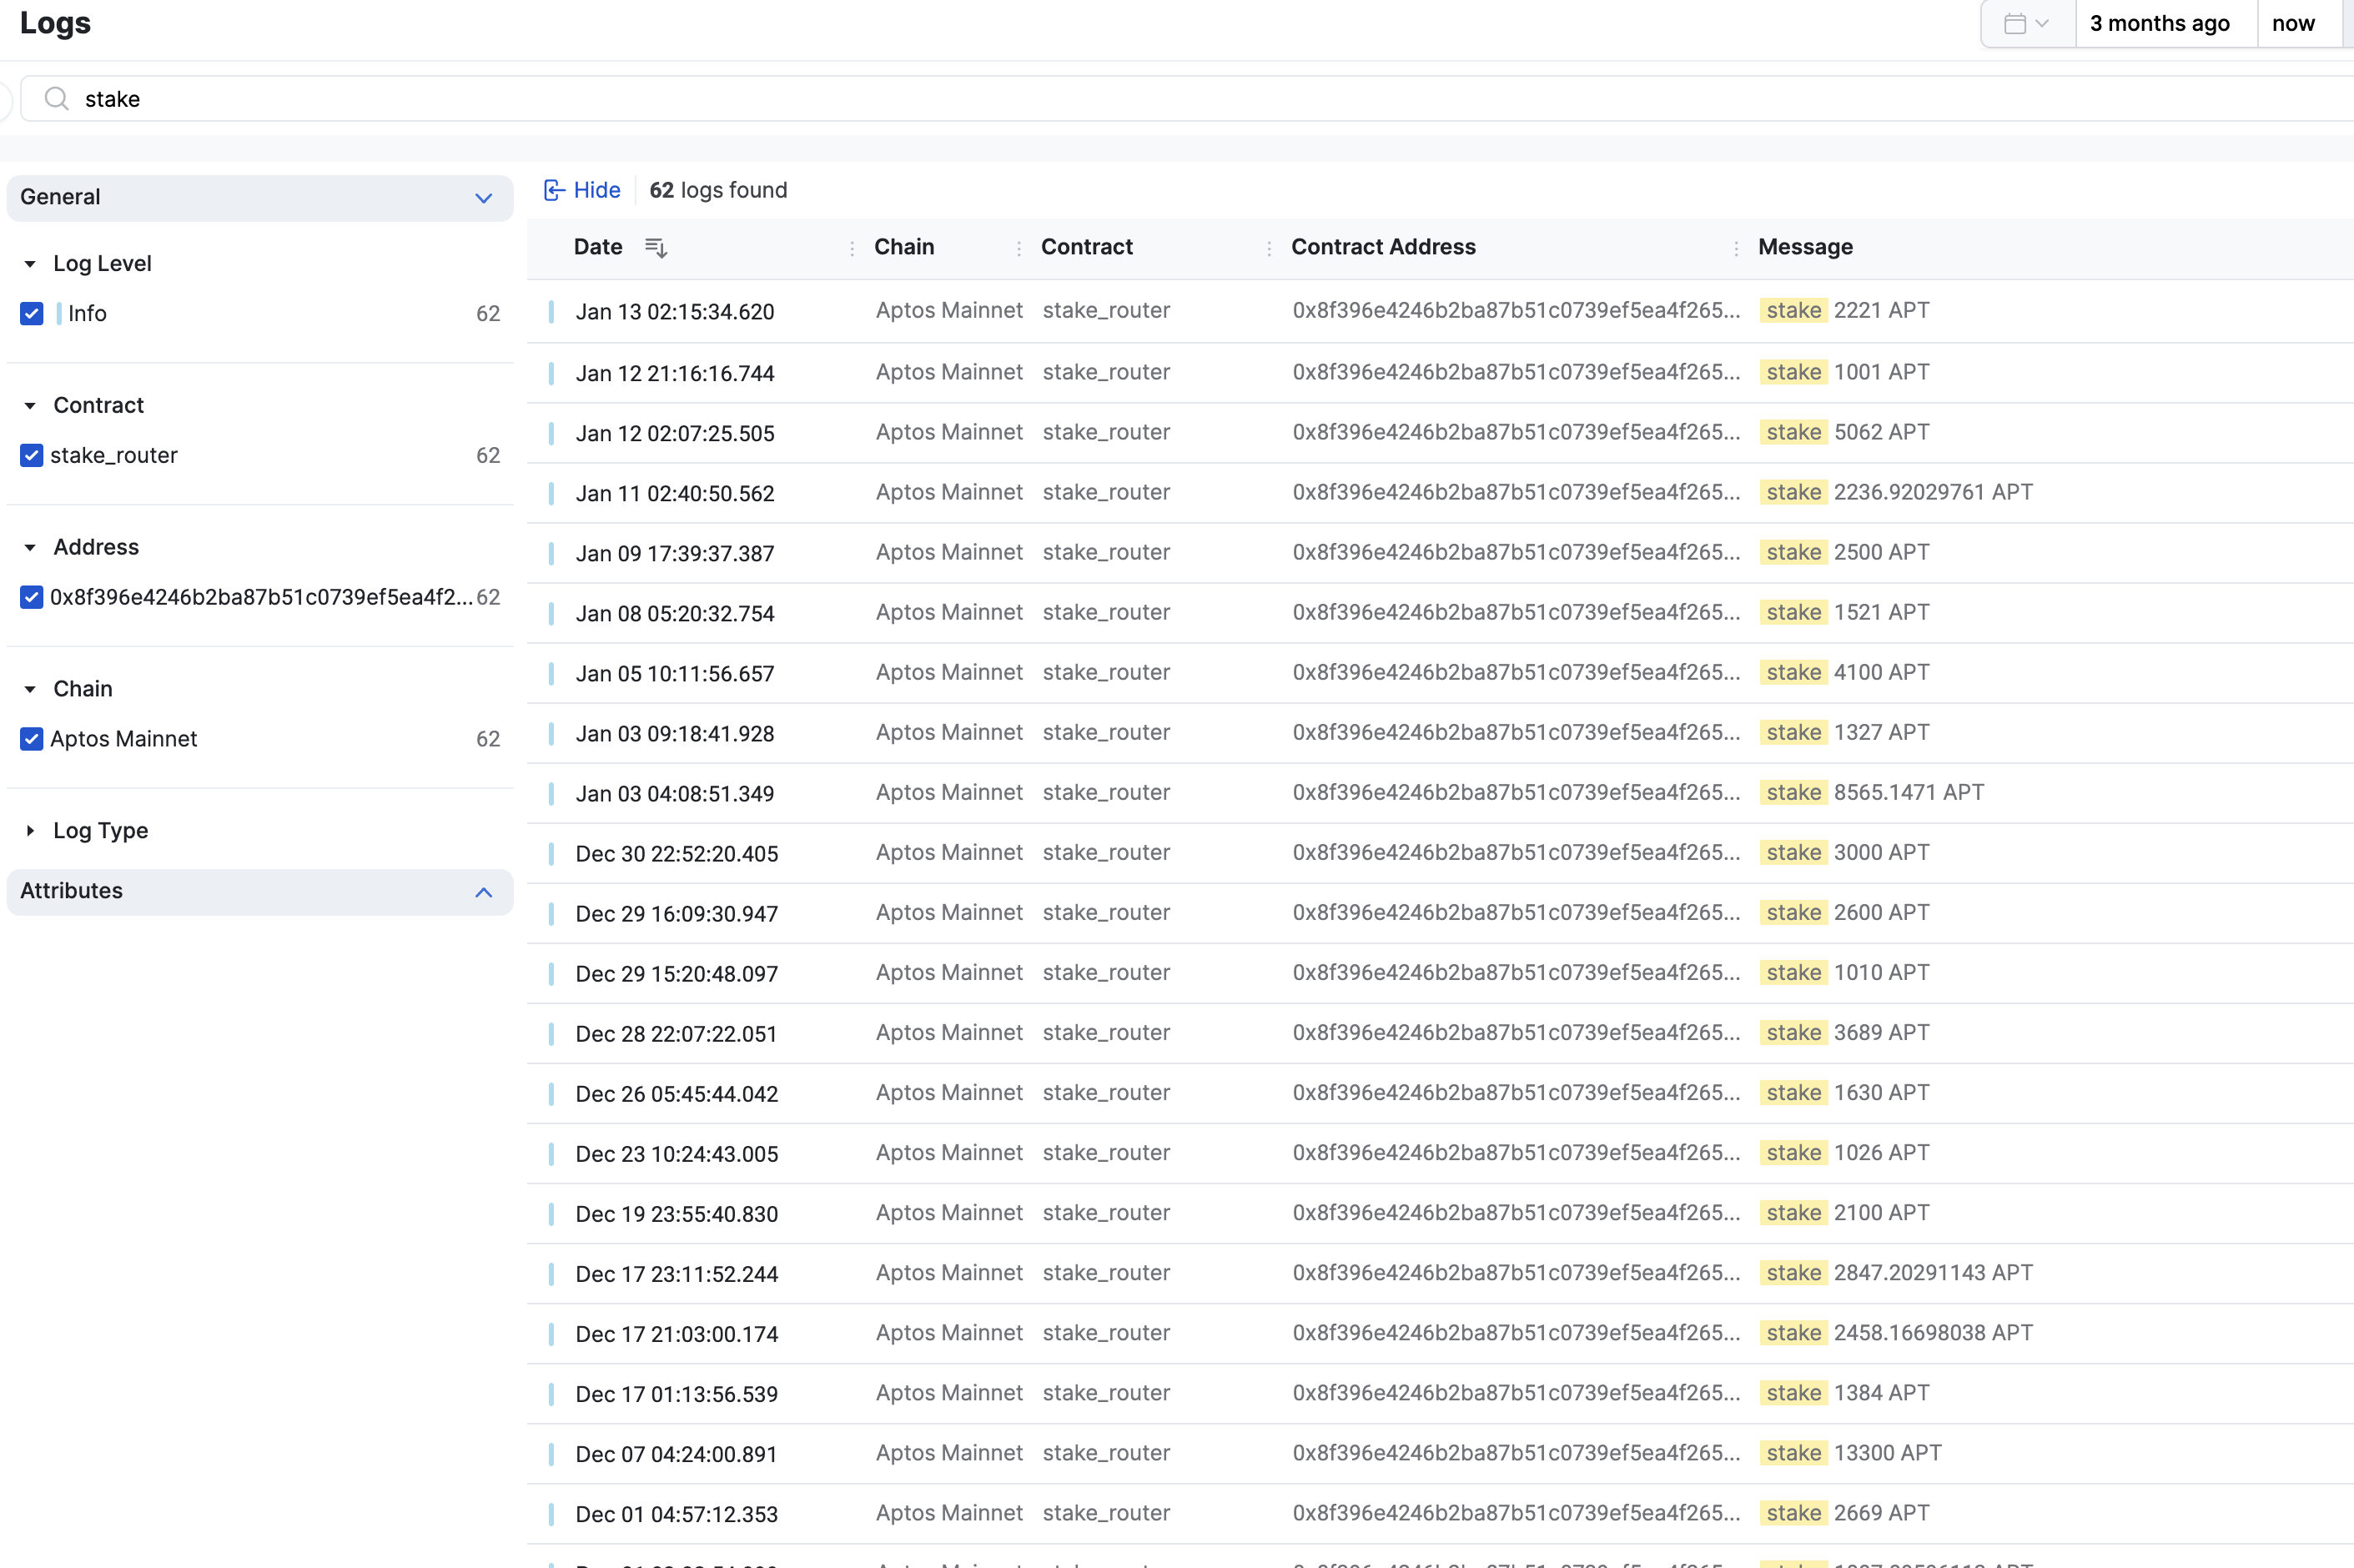 Logs
3 months ago now
stake
General
Log Level
Info 62
Contract
stake_router 62
Address
0x8f396e4246b2ba87b51c0739ef5ea4f2... 62
Chain
Aptos Mainnet 62
Log Type
Attributes
Hide 62 logs found
Date Chain Contract Contract Address Message
Jan 13 02:15:34.620 Aptos Mainnet stake_router 0x8f396e4246b2ba87b51c0739ef5ea4f265... stake 2221 APT
Jan 12 21:16:16.744 Aptos Mainnet stake_router 0x8f396e4246b2ba87b51c0739ef5ea4f265... stake 1001 APT
Jan 12 02:07:25.505 Aptos Mainnet stake_router 0x8f396e4246b2ba87b51c0739ef5ea4f265... stake 5062 APT
Jan 11 02:40:50.562 Aptos Mainnet stake_router 0x8f396e4246b2ba87b51c0739ef5ea4f265... stake 2236.92029761 APT
Jan 09 17:39:37.387 Aptos Mainnet stake_router 0x8f396e4246b2ba87b51c0739ef5ea4f265... stake 2500 APT
Jan 08 05:20:32.754 Aptos Mainnet stake_router 0x8f396e4246b2ba87b51c0739ef5ea4f265... stake 1521 APT
Jan 05 10:11:56.657 Aptos Mainnet stake_router 0x8f396e4246b2ba87b51c0739ef5ea4f265... stake 4100 APT
Jan 03 09:18:41.928 Aptos Mainnet stake_router 0x8f396e4246b2ba87b51c0739ef5ea4f265... stake 1327 APT
Jan 03 04:08:51.349 Aptos Mainnet stake_router 0x8f396e4246b2ba87b51c0739ef5ea4f265... stake 8565.1471 APT
Dec 30 22:52:20.405 Aptos Mainnet stake_router 0x8f396e4246b2ba87b51c0739ef5ea4f265... stake 3000 APT
Dec 29 16:09:30.947 Aptos Mainnet stake_router 0x8f396e4246b2ba87b51c0739ef5ea4f265... stake 2600 APT
Dec 29 15:20:48.097 Aptos Mainnet stake_router 0x8f396e4246b2ba87b51c0739ef5ea4f265... stake 1010 APT
Dec 28 22:07:22.051 Aptos Mainnet stake_router 0x8f396e4246b2ba87b51c0739ef5ea4f265... stake 3689 APT
Dec 26 05:45:44.042 Aptos Mainnet stake_router 0x8f396e4246b2ba87b51c0739ef5ea4f265... stake 1630 APT
Dec 23 10:24:43.005 Aptos Mainnet stake_router 0x8f396e4246b2ba87b51c0739ef5ea4f265... stake 1026 APT
Dec 19 23:55:40.830 Aptos Mainnet stake_router 0x8f396e4246b2ba87b51c0739ef5ea4f265... stake 2100 APT
Dec 17 23:11:52.244 Aptos Mainnet stake_router 0x8f396e4246b2ba87b51c0739ef5ea4f265... stake 2847.20291143 APT
Dec 17 21:03:00.174 Aptos Mainnet stake_router 0x8f396e4246b2ba87b51c0739ef5ea4f265... stake 2458.16698038 APT
Dec 17 01:13:56.539 Aptos Mainnet stake_router 0x8f396e4246b2ba87b51c0739ef5ea4f265... stake 1384 APT
Dec 07 04:24:00.891 Aptos Mainnet stake_router 0x8f396e4246b2ba87b51c0739ef5ea4f265... stake 13300 APT
Dec 01 04:57:12.353 Aptos Mainnet stake_router 0x8f396e4246b2ba87b51c0739ef5ea4f265... stake 2669 APT